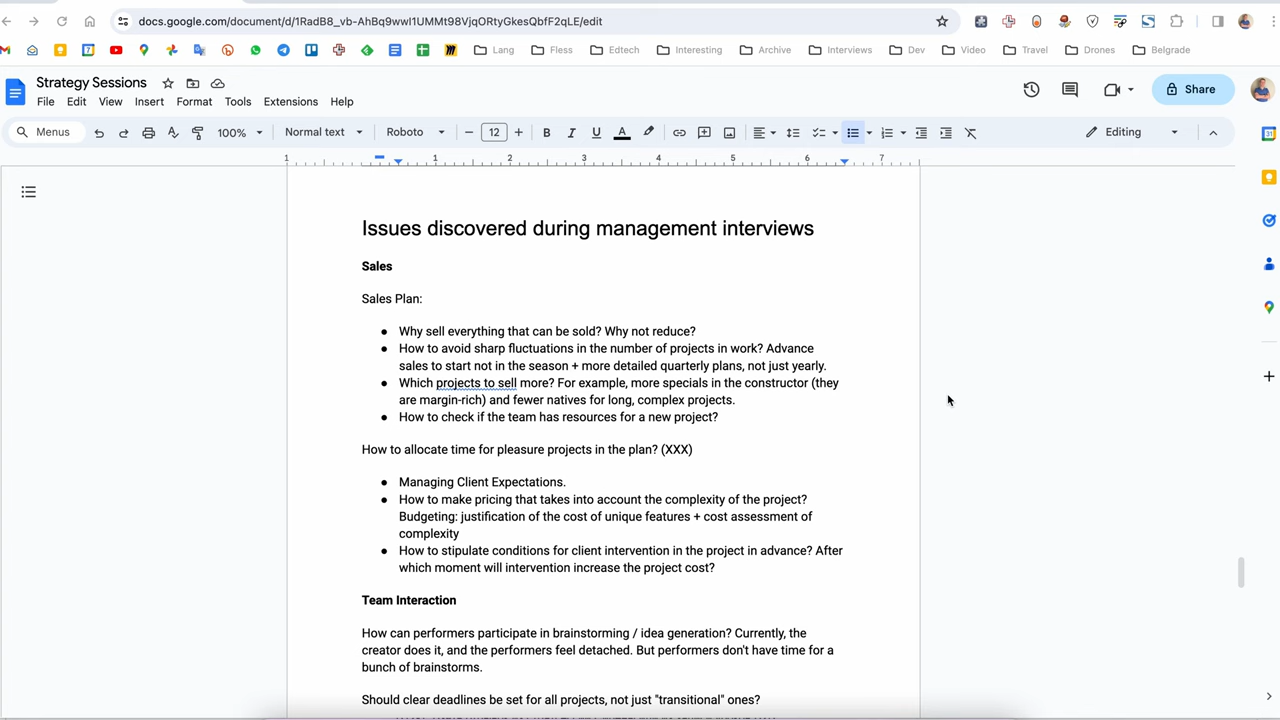 docs.google.com/document/d/1RadB8_vb-AhBq9wwI1UMMt98VjqORtyGkesQbfF2qLE/edit
Lang Fless Edtech Interesting Archive Interviews Dev Video Travel Drones Belgrade
Strategy Sessions
File Edit View Insert Format Tools Extensions Help
Share
Menus 100% Normal text Roboto 12 Editing
1 1 2 3 4 5 6 7
Issues discovered during management interviews
Sales
Sales Plan:
● Why sell everything that can be sold? Why not reduce?
● How to avoid sharp fluctuations in the number of projects in work? Advance
sales to start not in the season + more detailed quarterly plans, not just yearly.
● Which projects to sell more? For example, more specials in the constructor (they
are margin-rich) and fewer natives for long, complex projects.
● How to check if the team has resources for a new project?
How to allocate time for pleasure projects in the plan? (XXX)
● Managing Client Expectations.
● How to make pricing that takes into account the complexity of the project?
Budgeting: justification of the cost of unique features + cost assessment of
complexity
● How to stipulate conditions for client intervention in the project in advance? After
which moment will intervention increase the project cost?
Team Interaction
How can performers participate in brainstorming / idea generation? Currently, the
creator does it, and the performers feel detached. But performers don't have time for a
bunch of brainstorms.
Should clear deadlines be set for all projects, not just "transitional" ones?